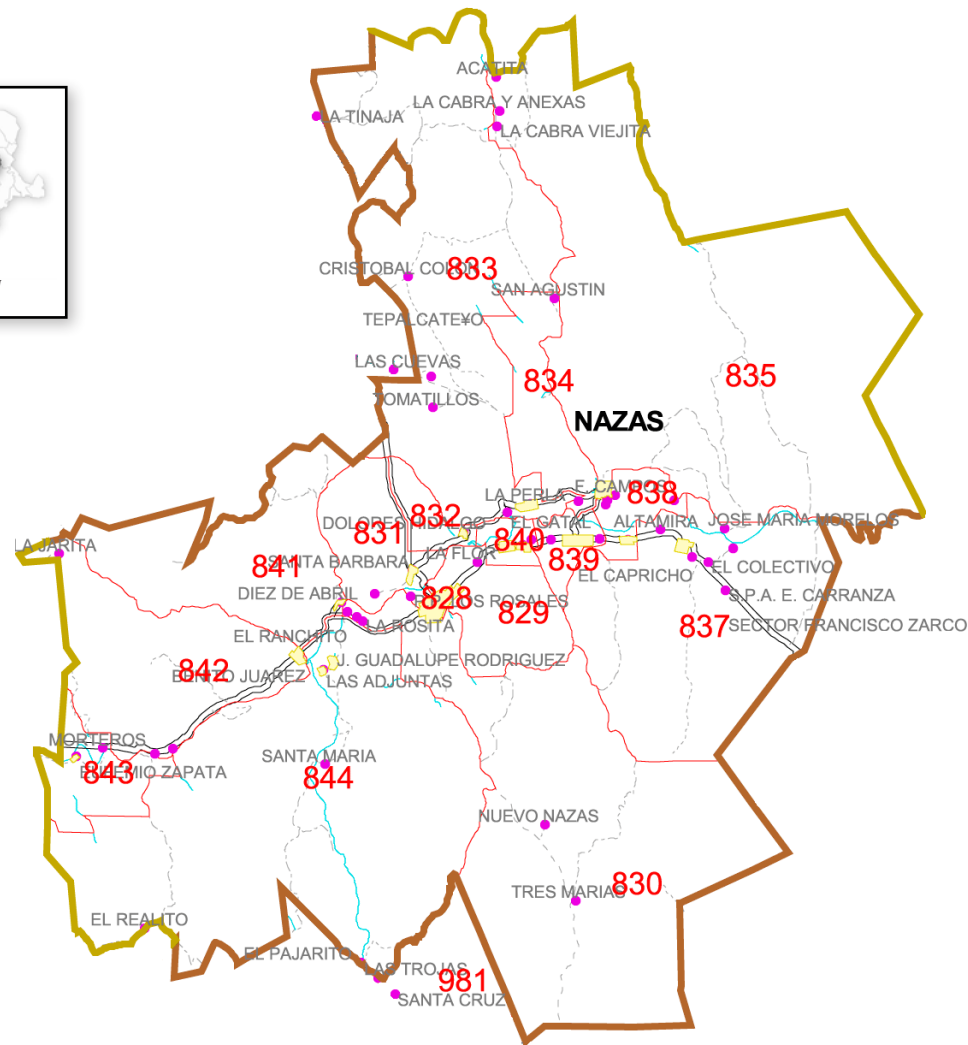 ACATITA
LA CABRA Y ANEXAS
LA TINAJA
LA CABRA VIEJITA
CRISTOBAL COLON
833
SAN AGUSTIN
TEPALCATE¥O
LAS CUEVAS
834
835
TOMATILLOS
NAZAS
E. CAMPOS
838
LA PERLA
832
DOLORES HIDALGO
831
EL GATAL
ALTAMIRA
JOSE MARIA MORELOS
840
LA JARITA
LA FLOR
839
SANTA BARBARA
841
EL CAPRICHO
EL COLECTIVO
DIEZ DE ABRIL
828
ROSALES
829
S.P.A. E. CARRANZA
LA ROSITA
837
SECTOR FRANCISCO ZARCO
EL RANCHITO
J. GUADALUPE RODRIGUEZ
842
BENITO JUAREZ
LAS ADJUNTAS
MORTEROS
SANTA MARIA
843
EUFEMIO ZAPATA
844
NUEVO NAZAS
830
TRES MARIAS
EL REALITO
EL PAJARITO
LAS TROJAS
981
SANTA CRUZ